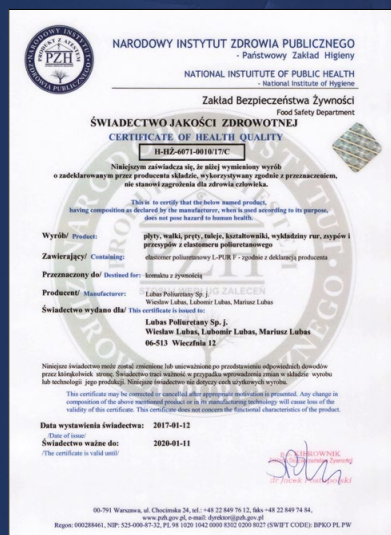 NARODOWY INSTYTUT ZDROWIA PUBLICZNEGO
PRODUKT Z ATESTEM
PZH
NARODOWY INSTYTUT ZDROWIA PUBLICZNEGO
- Państwowy Zakład Higieny
NATIONAL INSTUITUTE OF PUBLIC HEALTH
- National Institute of Hygiene
Zakład Bezpieczeństwa Żywności
Food Safety Department
ŚWIADECTWO JAKOŚCI ZDROWOTNEJ
CERTIFICATE OF HEALTH QUALITY
H-HŻ-6071-0010/17/C
Niniejszym zaświadcza się, że niżej wymieniony wyrób
o zadeklarowanym przez producenta składzie, wykorzystywany zgodnie z przeznaczeniem,
nie stanowi zagrożenia dla zdrowia człowieka.
This is to certify that the below named product,
having composition as declared by the manufacturer, when is used according to its purpose,
does not pose hazard to human health.
Wyrób/ Product: płyty, wałki, pręty, tuleje, kształtowniki, wykładziny rur, zsypów i
przesypów z elastomeru poliuretanowego
Zawierający/ Containing: elastomer poliuretanowy L-PUR F - zgodnie z deklaracją producenta
Przeznaczony do/ Destined for: kontaktu z żywnością
Producent/ Manufacturer: Lubas Poliuretany Sp. j.
Wiesław Lubas, Lubomir Lubas, Mariusz Lubas
Świadectwo wydano dla/ This certificate is issued to:
Lubas Poliuretany Sp. j.
Wiesław Lubas, Lubomir Lubas, Mariusz Lubas
06-513 Wieczfnia 12
Niniejsze świadectwo może zostać zmienione lub unieważnione po przedstawieniu odpowiednich dowodów
przez którąkolwiek stronę. Świadectwo traci ważność w przypadku wprowadzenia zmian w składzie wyrobu
lub technologii jego produkcji. Niniejsze świadectwo nie dotyczy cech użytkowych wyrobu.
This certificate may be corrected or cancelled after appropriate motivation is presented. Any change in
composition of the above mentioned product or in its manufacturing technology will cause loss of the
validity of this certificate. This certificate does not concern the functional characteristics of the product.
Data wystawienia świadectwa: 2017-01-12
/Date of issue/
Świadectwo ważne do: 2020-01-11
/The certificate is valid until/
KIEROWNIK
00-791 Warszawa, ul. Chocimska 24, tel.: +48 22 849 76 12, faks +48 22 849 74 84,
www.pzh.gov.pl, e-mail: dyrektor@pzh.gov.pl
Regon: 000288461, NIP: 525-000-87-32, PL 98 1020 1042 0000 8302 0200 8027 (SWIFT CODE): BPKO PL PW